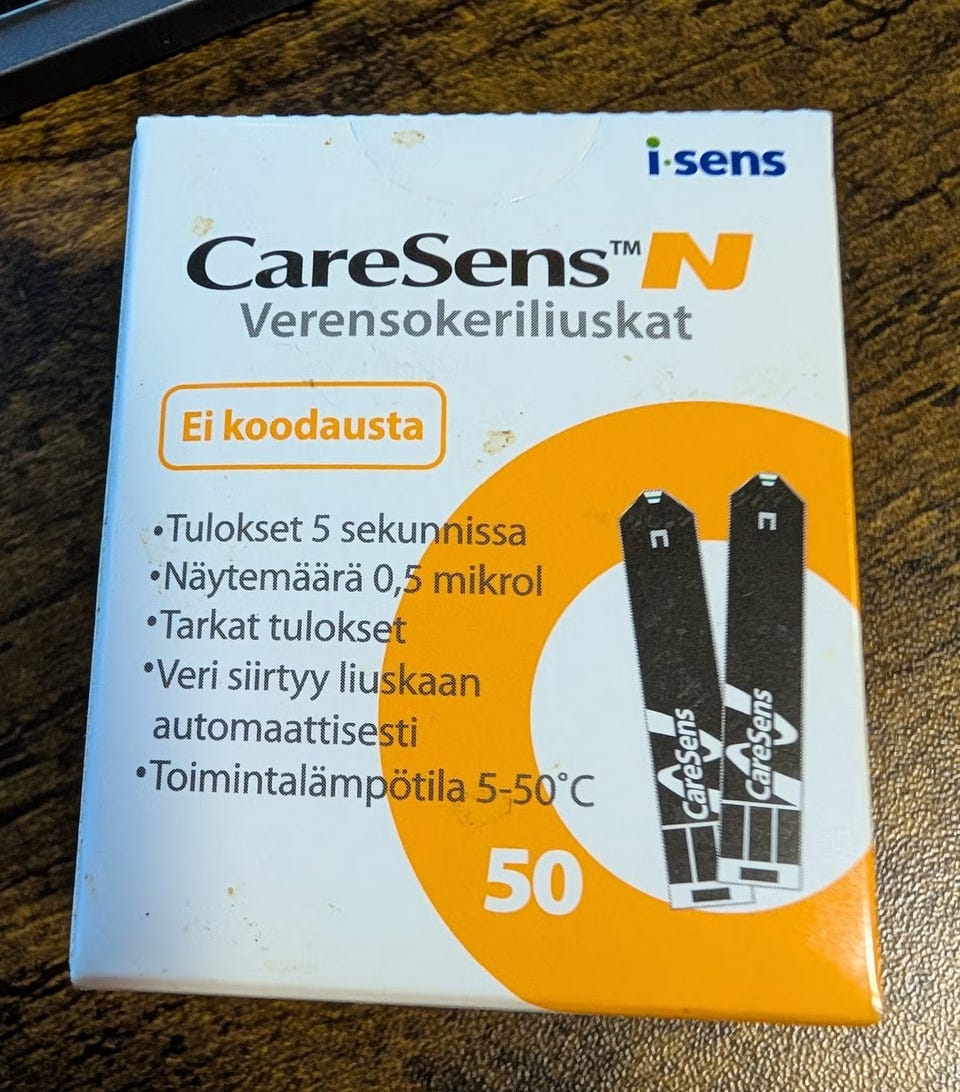 i·sens
CareSens™ N
Verensokeriliuskat
Ei koodausta
•Tulokset 5 sekunnissa
•Näytemäärä 0,5 mikrol
•Tarkat tulokset
•Veri siirtyy liuskaan
automaattisesti
•Toimintalämpötila 5-50°C
n
n
CareSens
CareSens
50